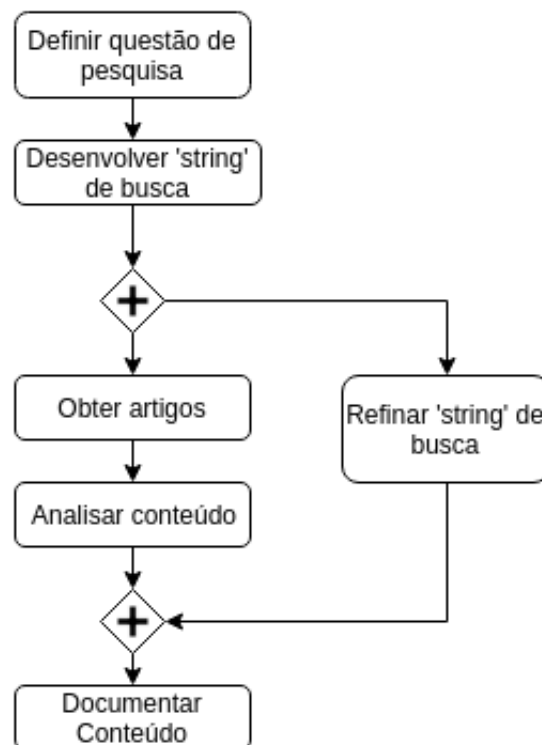 Definir questão de
pesquisa
Desenvolver 'string'
de busca
Obter artigos
Refinar 'string' de
busca
Analisar conteúdo
Documentar
Conteúdo